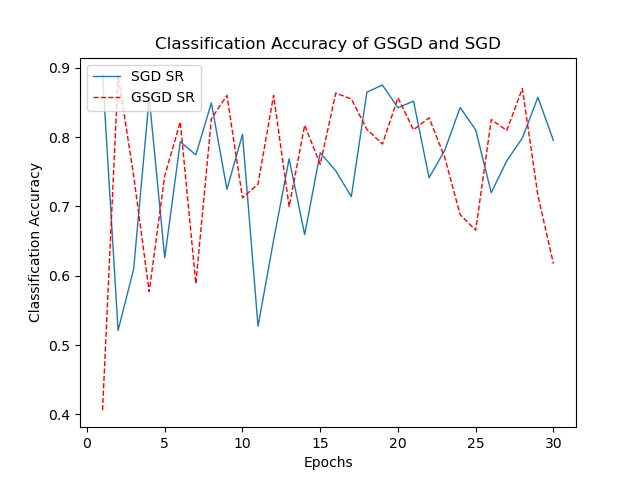 Classification Accuracy of GSGD and SGD
SGD SR
GSGD SR
Classification Accuracy
0.9
0.8
0.7
0.6
0.5
0.4
0 5 10 15 20 25 30
Epochs